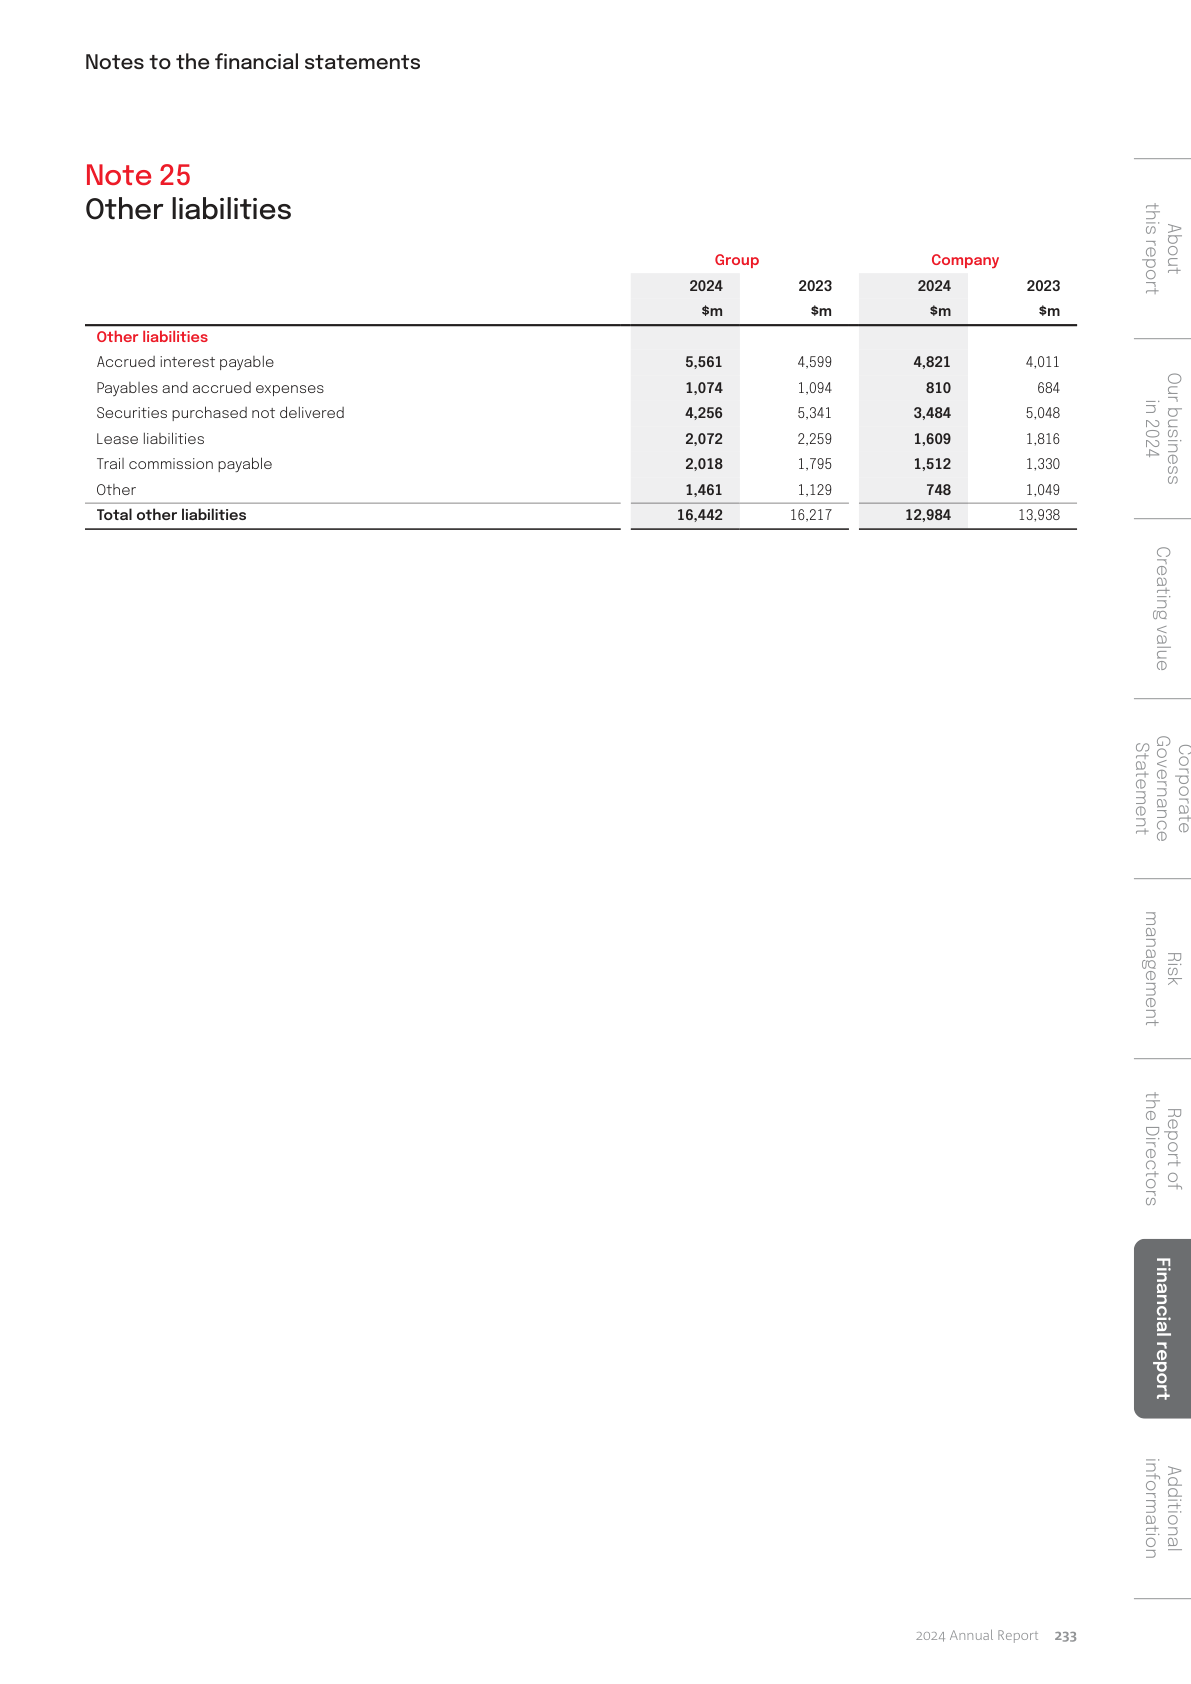 Notes to the financial statements
Note 25
Other liabilities
Group Company
2024 2023 2024 2023
$m $m $m $m
Other liabilities
Accrued interest payable 5,561 4,599 4,821 4,011
Payables and accrued expenses 1,074 1,094 810 684
Securities purchased not delivered 4,256 5,341 3,484 5,048
Lease liabilities 2,072 2,259 1,609 1,816
Trail commission payable 2,018 1,795 1,512 1,330
Other 1,461 1,129 748 1,049
Total other liabilities 16,442 16,217 12,984 13,938
About
this report
Our business
in 2024
Creating value
Corporate
Governance
Statement
Risk
management
Report of
the Directors
Financial report
Additional
information
2024 Annual Report 233